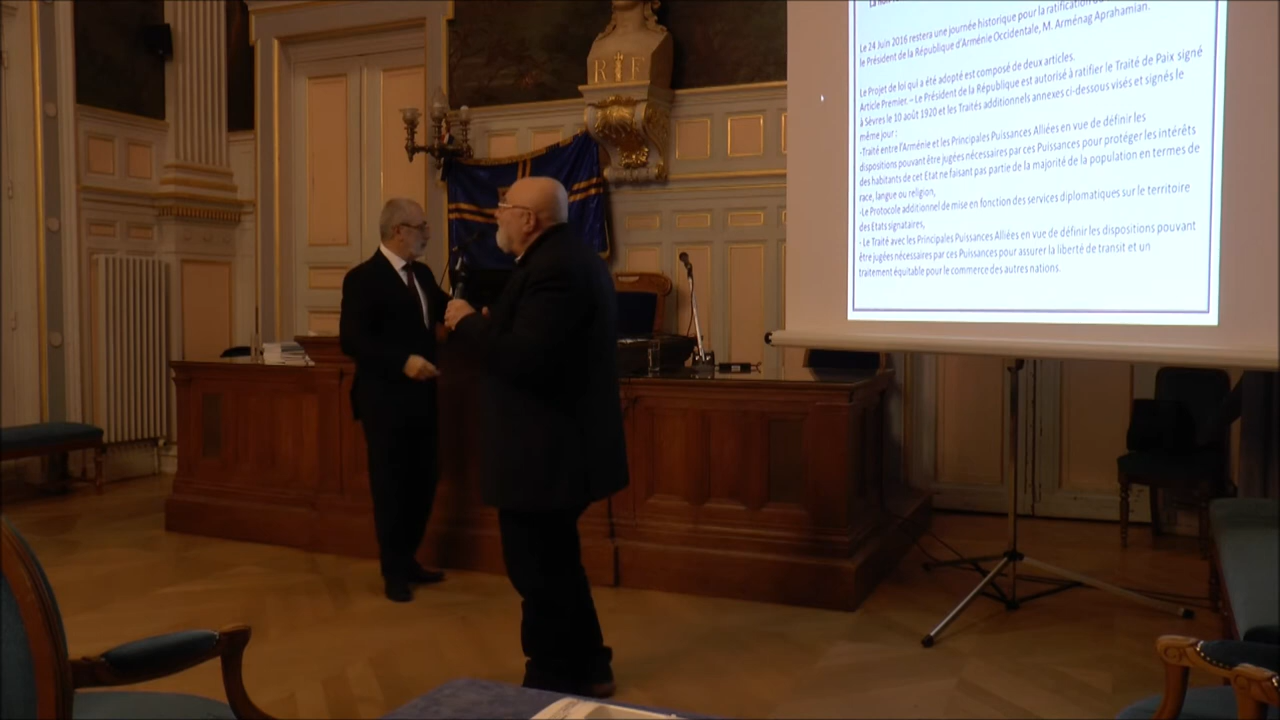 R F
Le 24 Juin 2016 restera une journée historique pour la ratification
le Président de la République d'Arménie Occidentale, M. Arménag Aprahamian.
Le Projet de loi qui a été adopté est composé de deux articles.
Article Premier. – Le Président de la République est autorisé à ratifier le Traité de Paix signé
à Sèvres le 10 août 1920 et les Traités additionnels annexes ci-dessous visés et signés le
même jour :
-Traité entre l'Arménie et les Principales Puissances Alliées en vue de définir les
dispositions pouvant être jugées nécessaires par ces Puissances pour protéger les intérêts
des habitants de cet État ne faisant pas partie de la majorité de la population en termes de
race, langue ou religion,
-Le Protocole additionnel de mise en fonction des services diplomatiques sur le territoire
des Etats signataires,
- Le Traité avec les Principales Puissances Alliées en vue de définir les dispositions pouvant
être jugées nécessaires par ces Puissances pour assurer la liberté de transit et un
traitement équitable pour le commerce des autres nations.